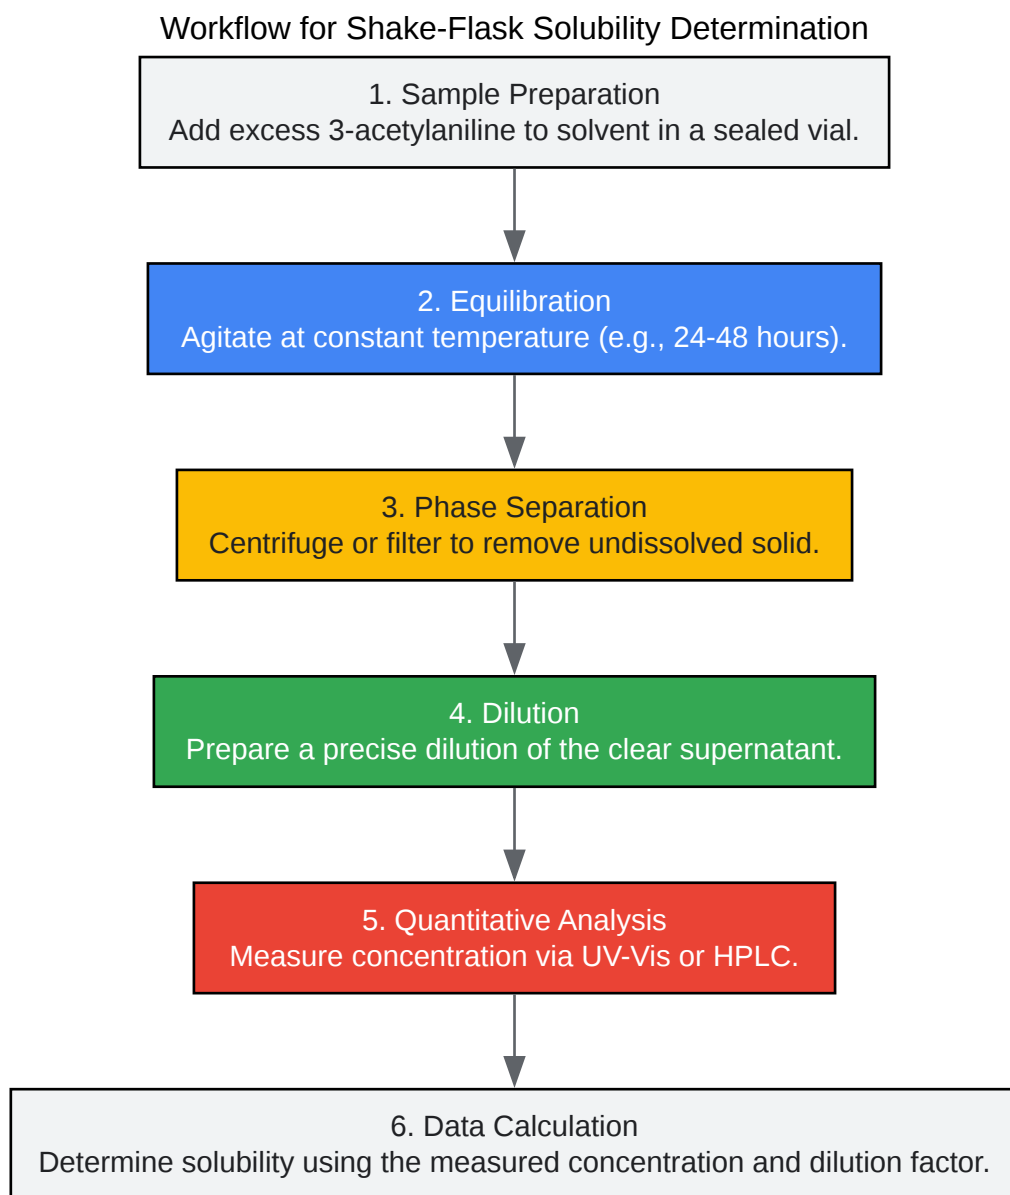 Workflow for Shake-Flask Solubility Determination
1. Sample Preparation
Add excess 3-acetylaniline to solvent in a sealed vial.
2. Equilibration
Agitate at constant temperature (e.g., 24-48 hours).
3. Phase Separation
Centrifuge or filter to remove undissolved solid.
4. Dilution
Prepare a precise dilution of the clear supernatant.
5. Quantitative Analysis
Measure concentration via UV-Vis or HPLC.
6. Data Calculation
Determine solubility using the measured concentration and dilution factor.